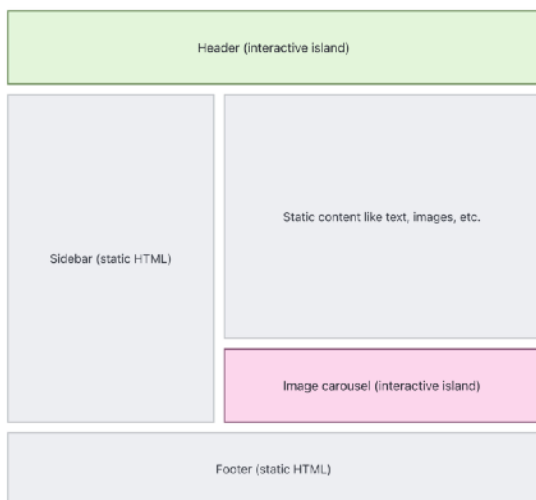 Header (interactive island)
Sidebar (static HTML)
Static content like text, images, etc.
Image carousel (interactive island)
Footer (static HTML)